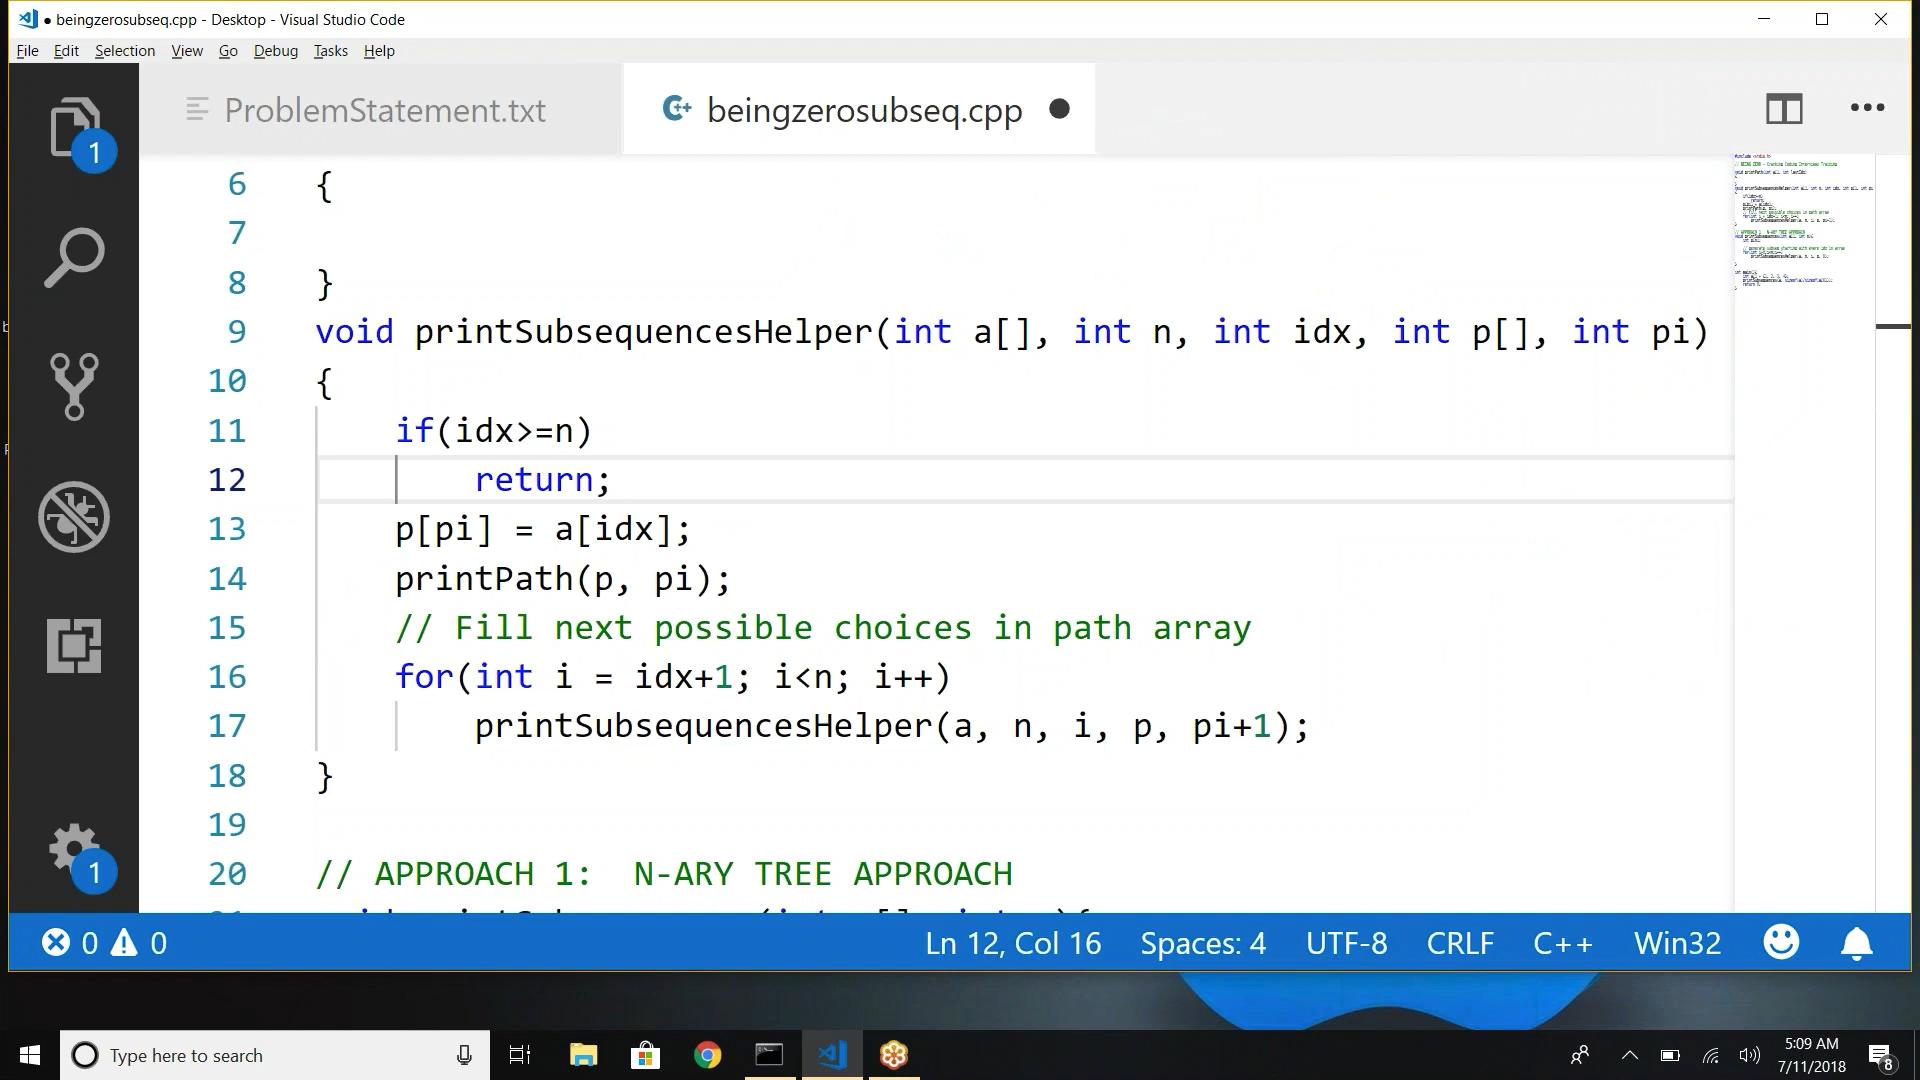 beingzerosubseq.cpp - Desktop - Visual Studio Code
File Edit Selection View Go Debug Tasks Help
ProblemStatement.txt beingzerosubseq.cpp
1
6 {
7
8 }
9 void printSubsequencesHelper(int a[], int n, int idx, int p[], int pi)
10 {
11 if(idx>=n)
12 return;
13 p[pi] = a[idx];
14 printPath(p, pi);
15 // Fill next possible choices in path array
16 for(int i = idx+1; i<n; i++)
17 printSubsequencesHelper(a, n, i, p, pi+1);
18 }
19
20 // APPROACH 1: N-ARY TREE APPROACH
1
0 0 Ln 12, Col 16 Spaces: 4 UTF-8 CRLF C++ Win32
Type here to search
5:09 AM
7/11/2018
8